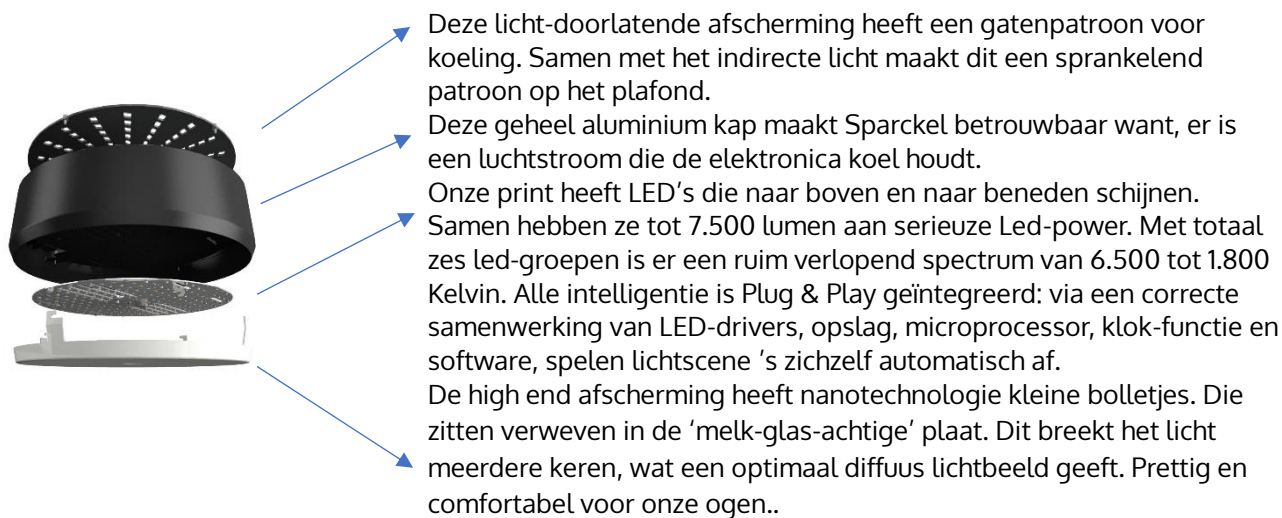 Deze licht-doorlatende afscherming heeft een gatenpatroon voor
koeling. Samen met het indirecte licht maakt dit een sprankelend
patroon op het plafond.
Deze geheel aluminium kap maakt Sparckel betrouwbaar want, er is
een luchtstroom die de elektronica koel houdt.
Onze print heeft LED’s die naar boven en naar beneden schijnen.
Samen hebben ze tot 7.500 lumen aan serieuze Led-power. Met totaal
zes led-groepen is er een ruim verlopend spectrum van 6.500 tot 1.800
Kelvin. Alle intelligentie is Plug & Play geïntegreerd: via een correcte
samenwerking van LED-drivers, opslag, microprocessor, klok-functie en
software, spelen lichtscene ’s zichzelf automatisch af.
De high end afscherming heeft nanotechnologie kleine bolletjes. Die
zitten verweven in de ‘melk-glas-achtige’ plaat. Dit breekt het licht
meerdere keren, wat een optimaal diffuus lichtbeeld geeft. Prettig en
comfortabel voor onze ogen..